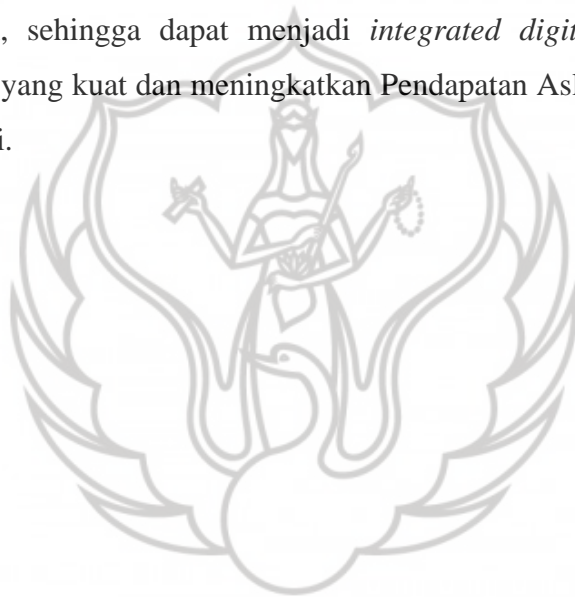 , sehingga dapat menjadi integrated digit
yang kuat dan meningkatkan Pendapatan Asl
i.